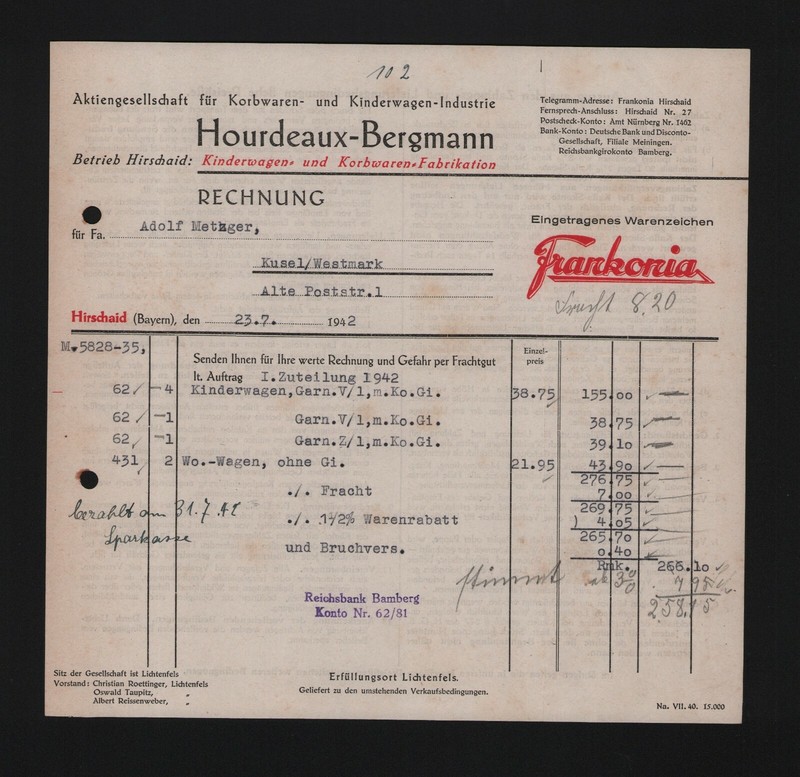 102
Aktiengesellschaft für Korbwaren- und Kinderwagen-Industrie
Hourdeaux-Bergmann
Betrieb Hirschaid: Kinderwagen- und Korbwaren-Fabrikation
Telegramm-Adresse: Frankonia Hirschaid
Fernsprech-Anschluss: Hirschaid Nr. 27
Postscheck-Konto: Amt Nürnberg Nr. 1462
Bank-Konto: Deutsche Bank und Disconto-
Gesellschaft, Filiale Meiningen.
Reichsbankgirokonto Bamberg.
RECHNUNG
für Fa. Adolf Metzger,
Kusel/Westmark
Alte Poststr.1
Eingetragenes Warenzeichen
Frankonia
Fracht 8.20
Hirschaid (Bayern), den 23.7. 1942
M.5828-35,
Senden Ihnen für Ihre werte Rechnung und Gefahr per Frachtgut
Einzel-
preis
lt. Auftrag I.Zuteilung 1942
62/ -4 Kinderwagen,Garn.V/1,m.Ko.Gi. 38.75 155.00
62/ -1 Garn.V/1,m.Ko.Gi. 38.75
62/ -1 Garn.Z/1,m.Ko.Gi. 39.10
431 2 Wo.-Wagen, ohne Gi. 21.95 43.90
276.75
./. Fracht 7.00
269.75
./. 1½% Warenrabatt ) 4.05
265.70
und Bruchvers. 0.40
Rmk. 266.10
bezahlt am 31.7.42
Sparkasse
stimmt ab 3% 7 95
258.15
Reichsbank Bamberg
Konto Nr. 62/81
Sitz der Gesellschaft ist Lichtenfels
Vorstand: Christian Roettinger, Lichtenfels
Oswald Taupitz, „
Albert Reissenweber, „
Erfüllungsort Lichtenfels.
Geliefert zu den umstehenden Verkaufsbedingungen.
Na. VII. 40. 15.000